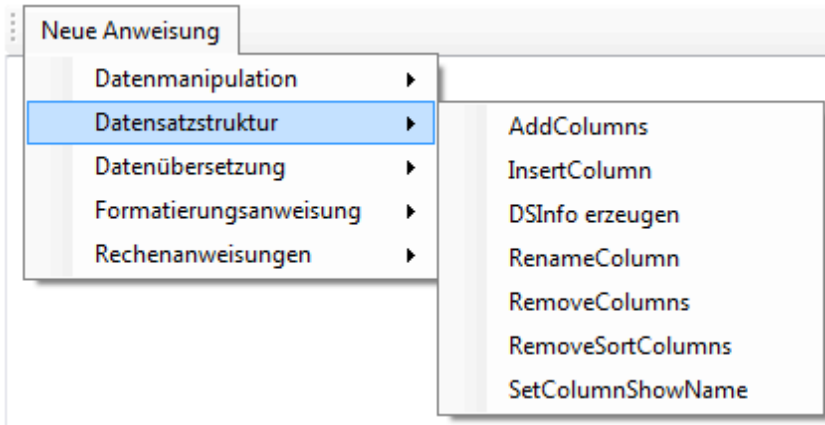 Neue Anweisung
Datenmanipulation
Datensatzstruktur
Datenübersetzung
Formatierungsanweisung
Rechenanweisungen
AddColumns
InsertColumn
DSInfo erzeugen
RenameColumn
RemoveColumns
RemoveSortColumns
SetColumnShowName